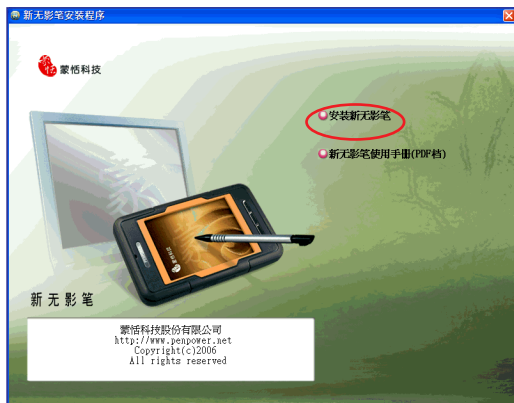 新无影笔安装程序
蒙恬科技
安装新无影笔
新无影笔使用手册(PDF档)
新无影笔
蒙恬科技股份有限公司
http://www.penpower.net
Copyright(c)2006
All rights reserved